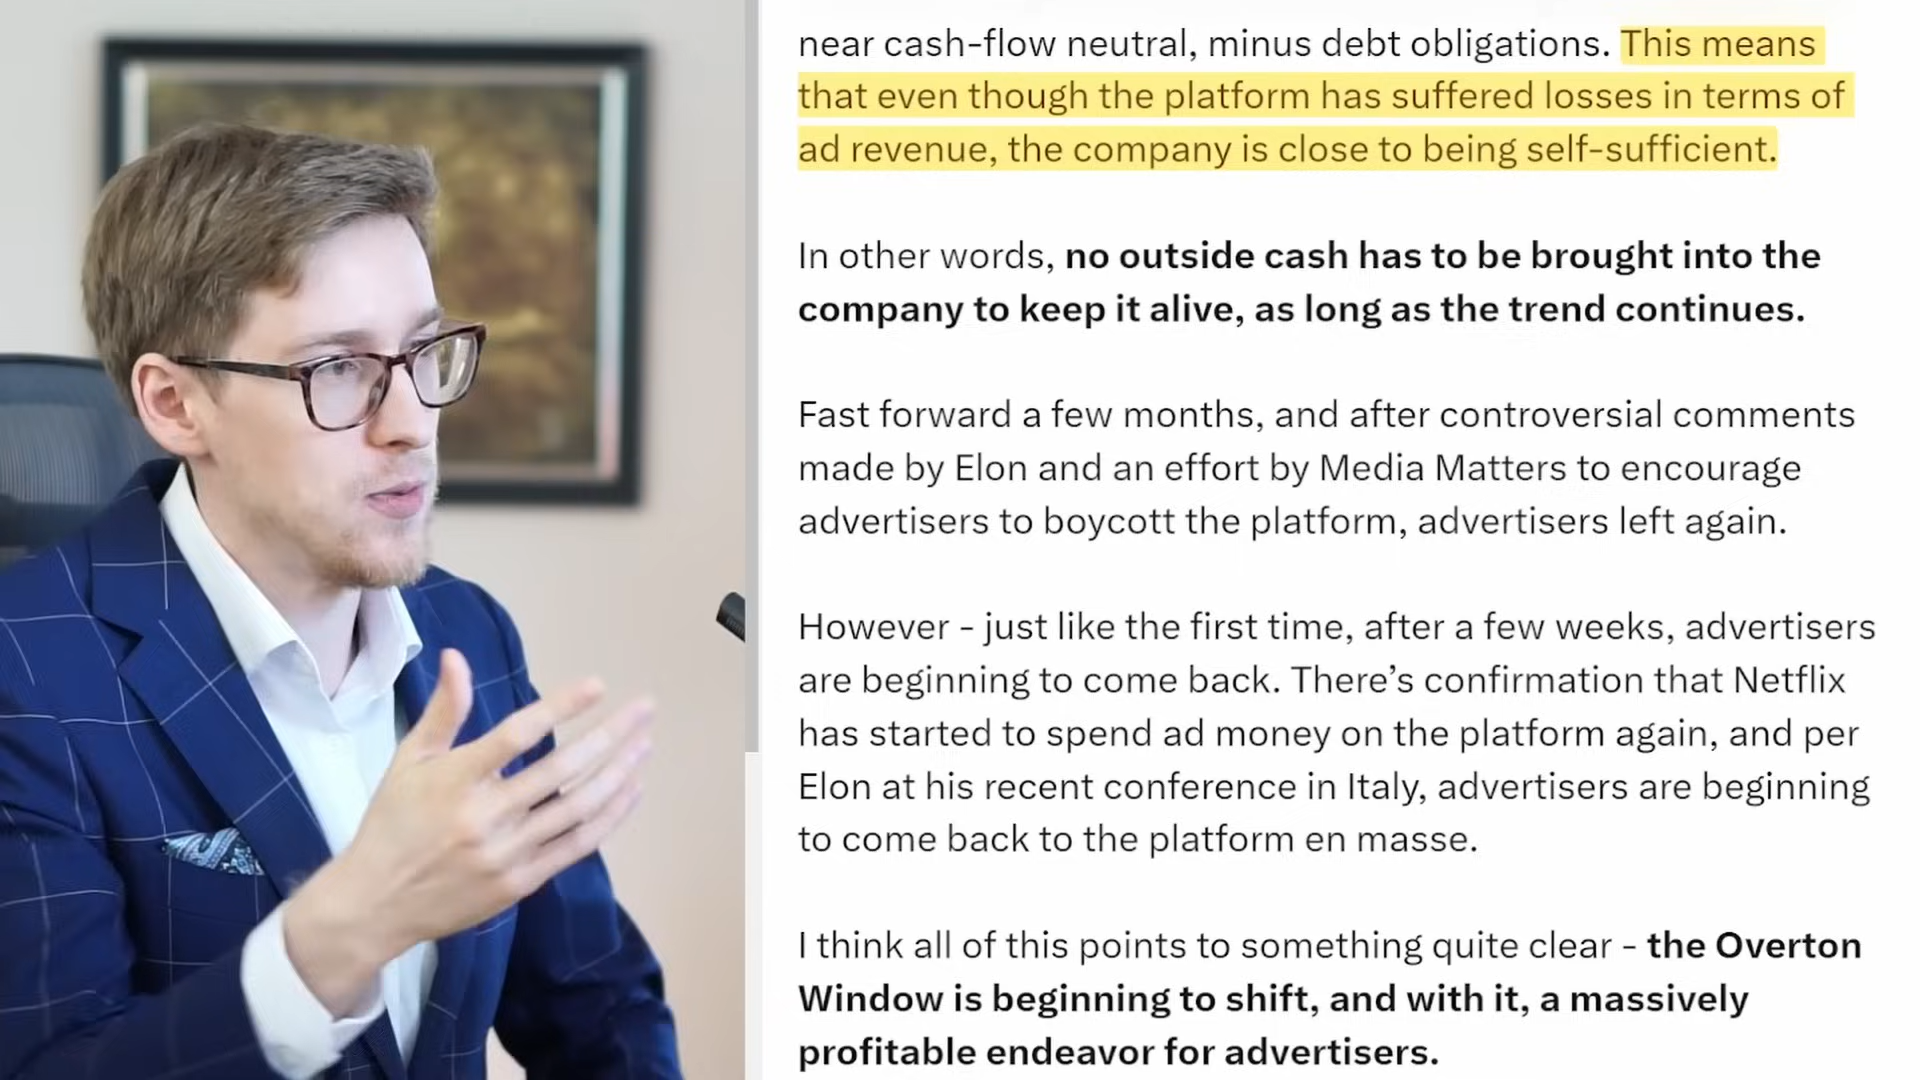 near cash-flow neutral, minus debt obligations. This means
that even though the platform has suffered losses in terms of
ad revenue, the company is close to being self-sufficient.
In other words, no outside cash has to be brought into the
company to keep it alive, as long as the trend continues.
Fast forward a few months, and after controversial comments
made by Elon and an effort by Media Matters to encourage
advertisers to boycott the platform, advertisers left again.
However - just like the first time, after a few weeks, advertisers
are beginning to come back. There’s confirmation that Netflix
has started to spend ad money on the platform again, and per
Elon at his recent conference in Italy, advertisers are beginning
to come back to the platform en masse.
I think all of this points to something quite clear - the Overton
Window is beginning to shift, and with it, a massively
profitable endeavor for advertisers.